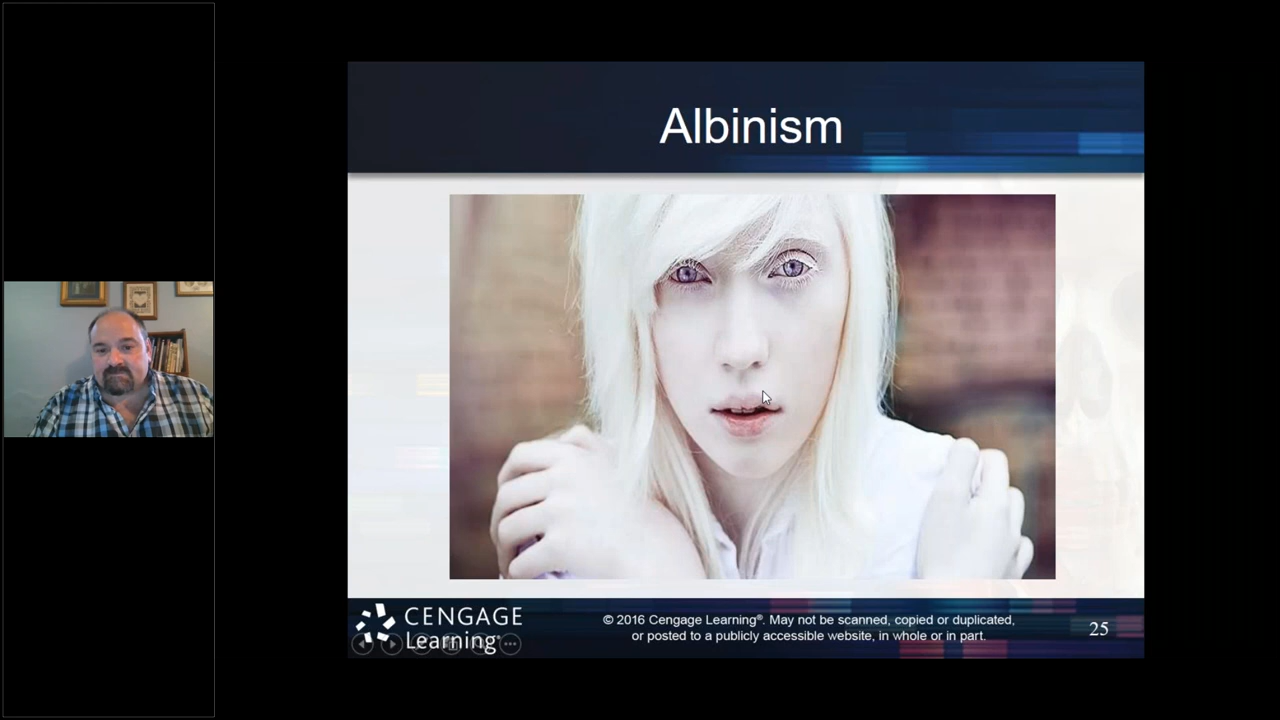 Albinism
CENGAGE
Learning®
© 2016 Cengage Learning®. May not be scanned, copied or duplicated,
or posted to a publicly accessible website, in whole or in part.
25